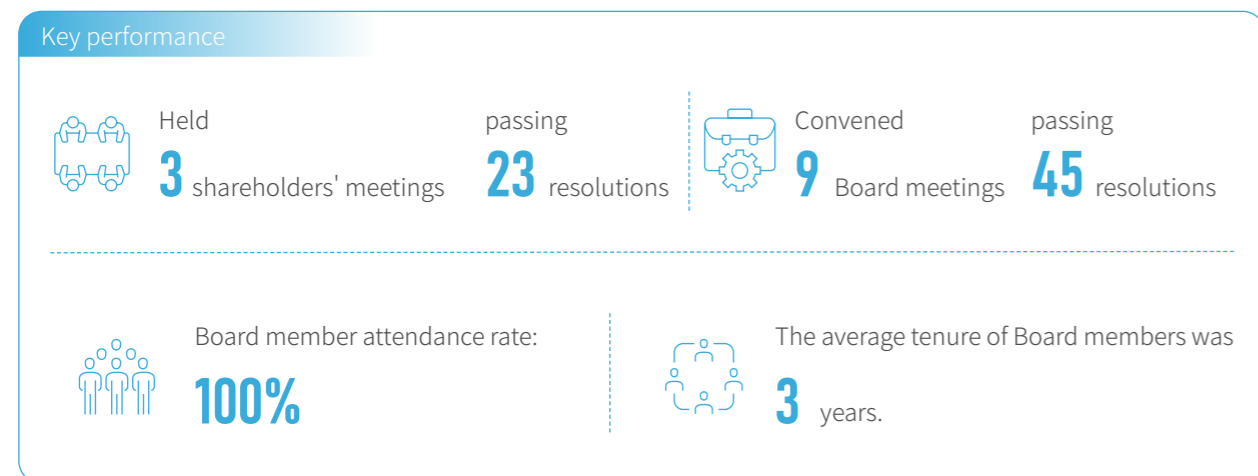 Key performance
Held
3 shareholders' meetings
passing
23 resolutions
Convened
9 Board meetings
passing
45 resolutions
Board member attendance rate:
100%
The average tenure of Board members was
3 years.